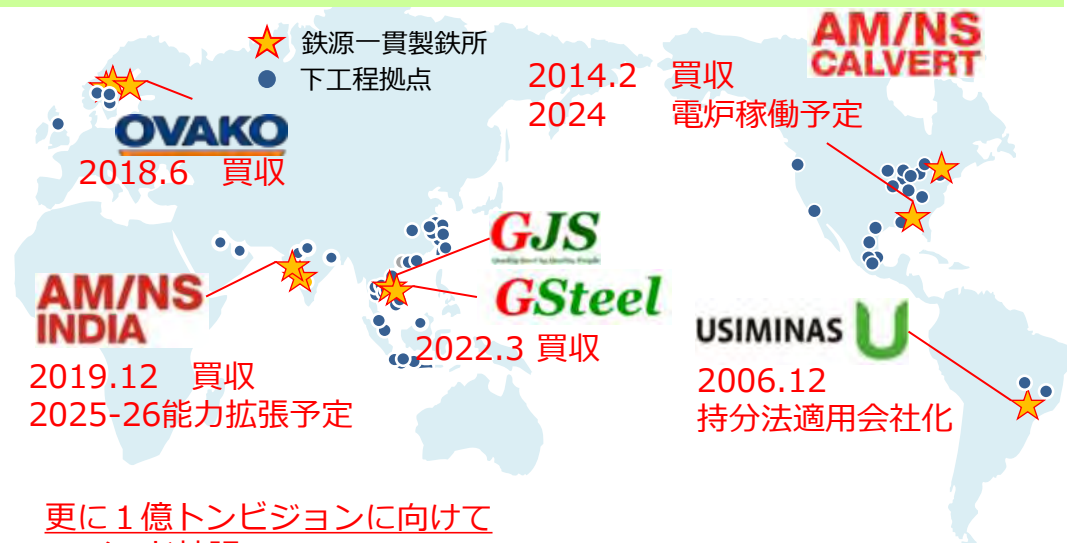 鉄源一貫製鉄所
下工程拠点
AM/NS
CALVERT
2014.2 買収
2024 電炉稼働予定
OVAKO
2018.6 買収
GJS
GSteel
2022.3 買収
AM/NS
INDIA
2019.12 買収
2025-26能力拡張予定
USIMINAS
2006.12
持分法適用会社化
更に１億トンビジョンに向けて